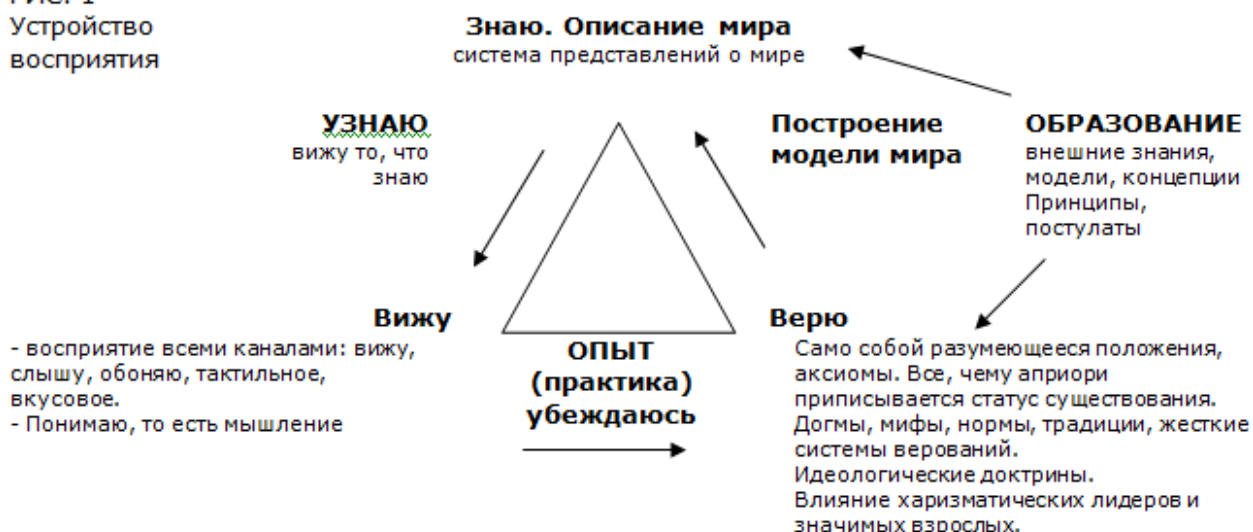 Рис. 1
Устройство
восприятия
Знаю. Описание мира
система представлений о мире
УЗНАЮ
вижу то, что
знаю
Построение
модели мира
ОБРАЗОВАНИЕ
внешние знания,
модели, концепции
Принципы,
постулаты
Вижу
- восприятие всеми каналами: вижу,
слышу, обоняю, тактильное,
вкусовое.
- Понимаю, то есть мышление
ОПЫТ
(практика)
убеждаюсь
Верю
Само собой разумеющееся положения,
аксиомы. Все, чему априори
приписывается статус существования.
Догмы, мифы, нормы, традиции, жесткие
системы верований.
Идеологические доктрины.
Влияние харизматических лидеров и
значимых взрослых.